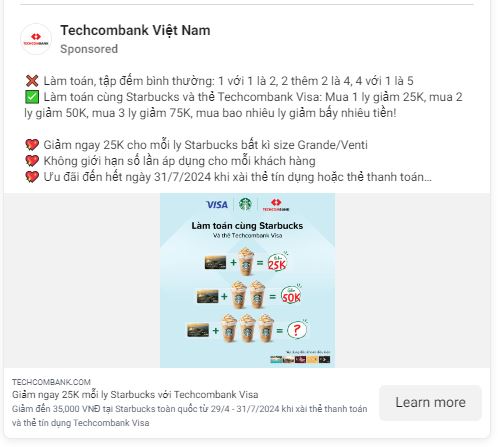 Techcombank Việt Nam
Sponsored
❌ Làm toán, tập đếm bình thường: 1 với 1 là 2, 2 thêm 2 là 4, 4 với 1 là 5
✅ Làm toán cùng Starbucks và thẻ Techcombank Visa: Mua 1 ly giảm 25K, mua 2
ly giảm 50K, mua 3 ly giảm 75K, mua bao nhiêu ly giảm bấy nhiêu tiền!
💝 Giảm ngay 25K cho mỗi ly Starbucks bất kì size Grande/Venti
💝 Không giới hạn số lần áp dụng cho mỗi khách hàng
💝 Ưu đãi đến hết ngày 31/7/2024 khi xài thẻ tín dụng hoặc thẻ thanh toán...
VISA
TECHCOMBANK
Làm toán cùng Starbucks
Và thẻ Techcombank Visa
+ = Giảm 25K
+ = Giảm 50K
+ = ?
TECHCOMBANK.COM
Giảm ngay 25K mỗi ly Starbucks với Techcombank Visa
Giảm đến 35,000 VNĐ tại Starbucks toàn quốc từ 29/4 - 31/7/2024 khi xài thẻ thanh toán
và thẻ tín dụng Techcombank Visa
Learn more